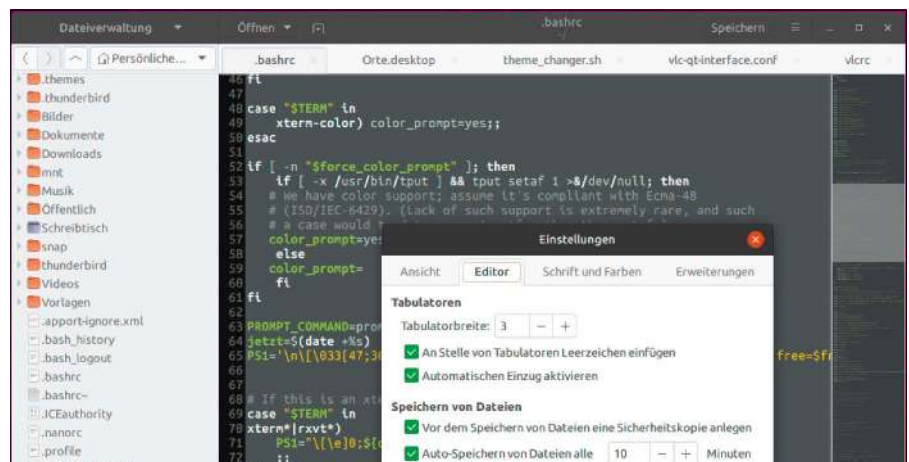 Dateiverwaltung
Öffnen
.bashrc
~/
Speichern
Persönliche...
.bashrc
Orte.desktop
theme_changer.sh
vlc-qt-interface.conf
vlcrc
.themes
.thunderbird
Bilder
Dokumente
Downloads
mnt
Musik
Öffentlich
Schreibtisch
snap
thunderbird
Videos
Vorlagen
.apport-ignore.xml
.bash_history
.bash_logout
.bashrc
.bashrc~
.ICEauthority
.nanorc
.profile
46 fi
47
48 case "$TERM" in
49 xterm-color) color_prompt=yes;;
50 esac
51
52 if [ -n "$force_color_prompt" ]; then
53 if [ -x /usr/bin/tput ] && tput setaf 1 >&/dev/null; then
54 # We have color support; assume it's compliant with Ecma-48
55 # (ISO/IEC-6429). (Lack of such support is extremely rare, and such
56 # a case would
57 color_prompt=yes
58 else
59 color_prompt=
60 fi
61 fi
62
63 PROMPT_COMMAND=prom
64 jetzt=$(date +%s)
65 PS1='\n\[\033[47;30 free=$fr
66
67
68 # If this is an xte
69 case "$TERM" in
70 xterm*|rxvt*)
71 PS1="\[\e]0;${
72 ;;
Einstellungen
Ansicht
Editor
Schrift und Farben
Erweiterungen
Tabulatoren
Tabulatorbreite: 3 − +
An Stelle von Tabulatoren Leerzeichen einfügen
Automatischen Einzug aktivieren
Speichern von Dateien
Vor dem Speichern von Dateien eine Sicherheitskopie anlegen
Auto-Speichern von Dateien alle 10 − + Minuten